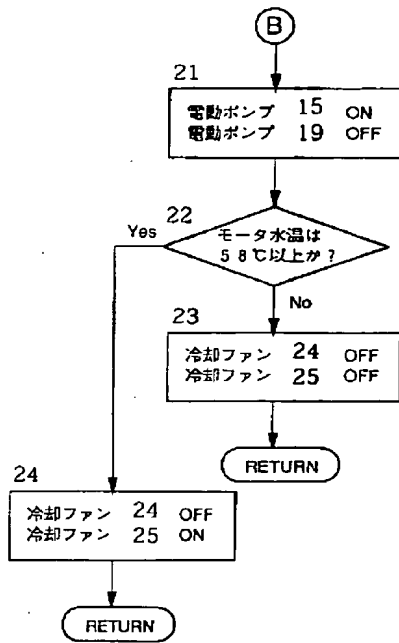 B
21
電動ポンプ 15 ON
電動ポンプ 19 OFF
22
Yes
モータ水温は
58℃以上か?
No
23
冷却ファン 24 OFF
冷却ファン 25 OFF
RETURN
24
冷却ファン 24 OFF
冷却ファン 25 ON
RETURN